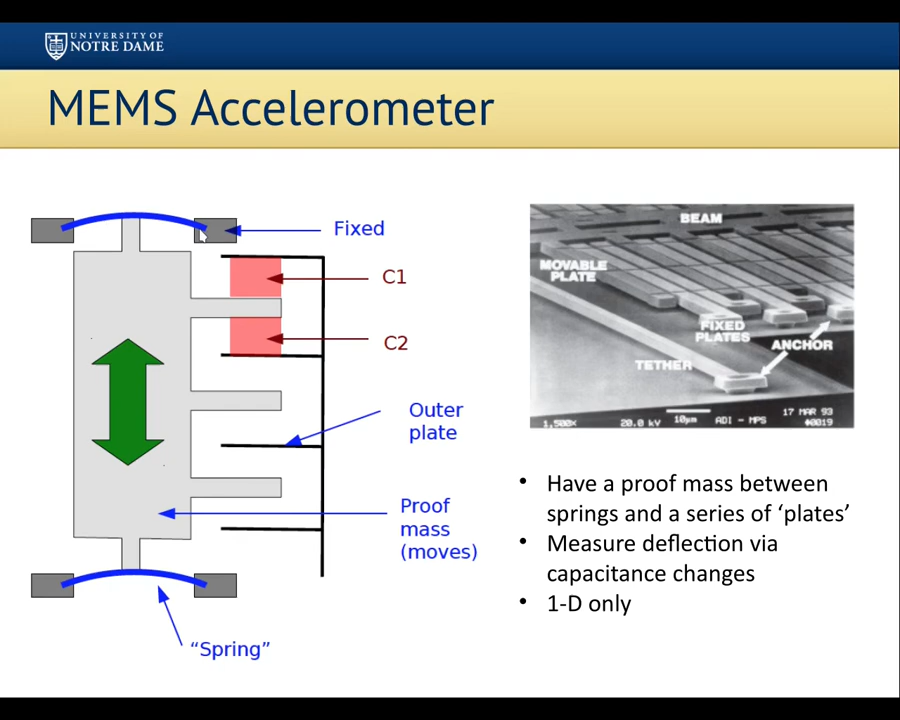 UNIVERSITY OF
NOTRE DAME
MEMS Accelerometer
Fixed
C1
C2
Outer
plate
Proof
mass
(moves)
“Spring”
BEAM
MOVABLE
PLATE
FIXED
PLATES
ANCHOR
TETHER
17 MAR 93
1,500X 20.0 kV 10µm ADI - MPS #0019
• Have a proof mass between
springs and a series of ‘plates’
• Measure deflection via
capacitance changes
• 1-D only